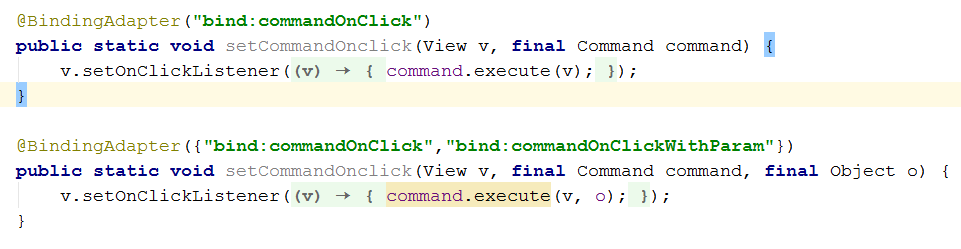 @BindingAdapter("bind:commandOnClick")
public static void setCommandOnclick(View v, final Command command) {
    v.setOnClickListener((v) → { command.execute(v); });
}
@BindingAdapter({"bind:commandOnClick","bind:commandOnClickWithParam"})
public static void setCommandOnclick(View v, final Command command, final Object o) {
    v.setOnClickListener((v) → { command.execute(v, o); });
}